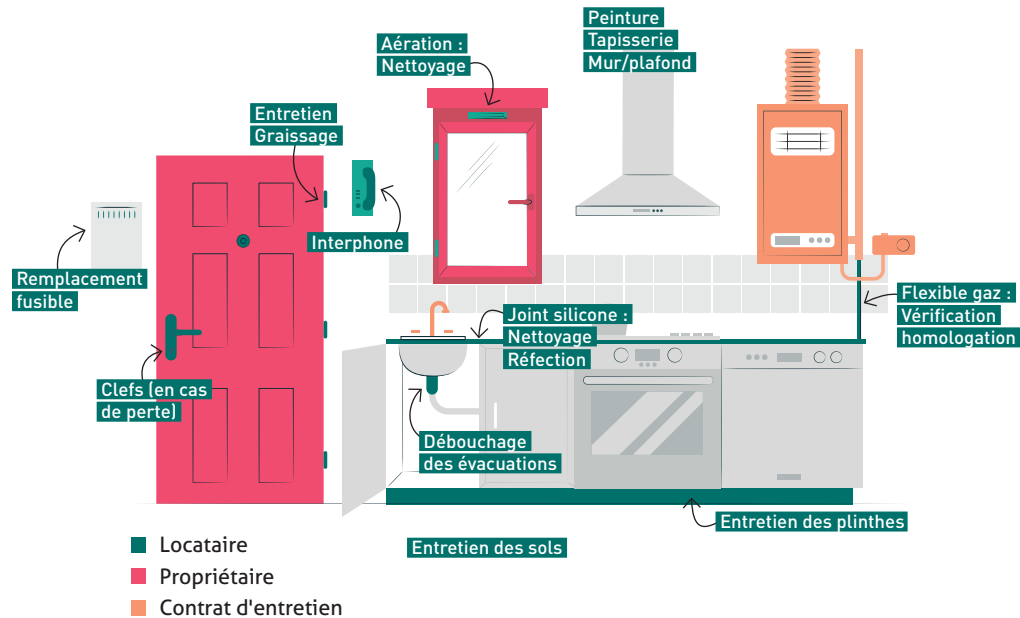 Peinture
Tapisserie
Mur/plafond
Aération :
Nettoyage
Entretien
Graissage
Interphone
Remplacement
fusible
Flexible gaz :
Vérification
homologation
Joint silicone :
Nettoyage
Réfection
Clefs (en cas
de perte)
Débouchage
des évacuations
Entretien des plinthes
Entretien des sols
Locataire
Propriétaire
Contrat d'entretien